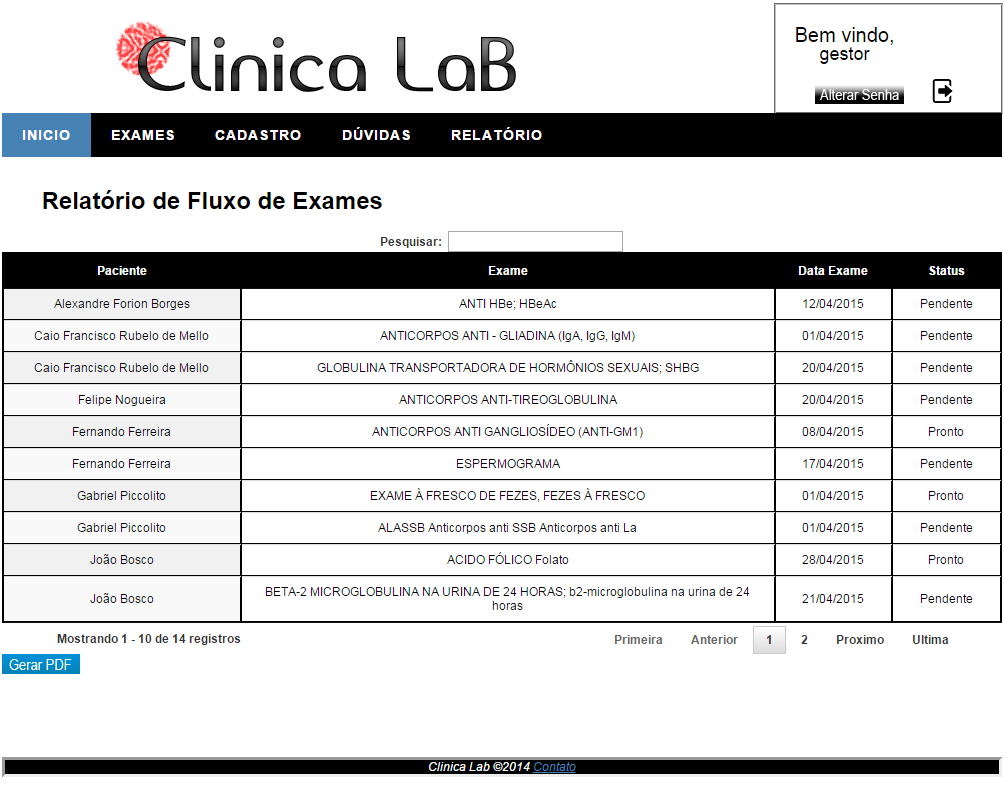 Clinica LaB
Bem vindo,
gestor
Alterar Senha
INICIO EXAMES CADASTRO DÚVIDAS RELATÓRIO
Relatório de Fluxo de Exames
Pesquisar:
Paciente Exame Data Exame Status
Alexandre Forion Borges ANTI HBe; HBeAc 12/04/2015 Pendente
Caio Francisco Rubelo de Mello ANTICORPOS ANTI - GLIADINA (IgA, IgG, IgM) 01/04/2015 Pendente
Caio Francisco Rubelo de Mello GLOBULINA TRANSPORTADORA DE HORMÔNIOS SEXUAIS; SHBG 20/04/2015 Pendente
Felipe Nogueira ANTICORPOS ANTI-TIREOGLOBULINA 20/04/2015 Pendente
Fernando Ferreira ANTICORPOS ANTI GANGLIOSÍDEO (ANTI-GM1) 08/04/2015 Pronto
Fernando Ferreira ESPERMOGRAMA 17/04/2015 Pendente
Gabriel Piccolito EXAME À FRESCO DE FEZES, FEZES À FRESCO 01/04/2015 Pronto
Gabriel Piccolito ALASSB Anticorpos anti SSB Anticorpos anti La 01/04/2015 Pendente
João Bosco ACIDO FÓLICO Folato 28/04/2015 Pronto
João Bosco BETA-2 MICROGLOBULINA NA URINA DE 24 HORAS; b2-microglobulina na urina de 24
horas 21/04/2015 Pendente
Mostrando 1 - 10 de 14 registros Primeira Anterior 1 2 Proximo Ultima
Gerar PDF
Clinica Lab ©2014 Contato